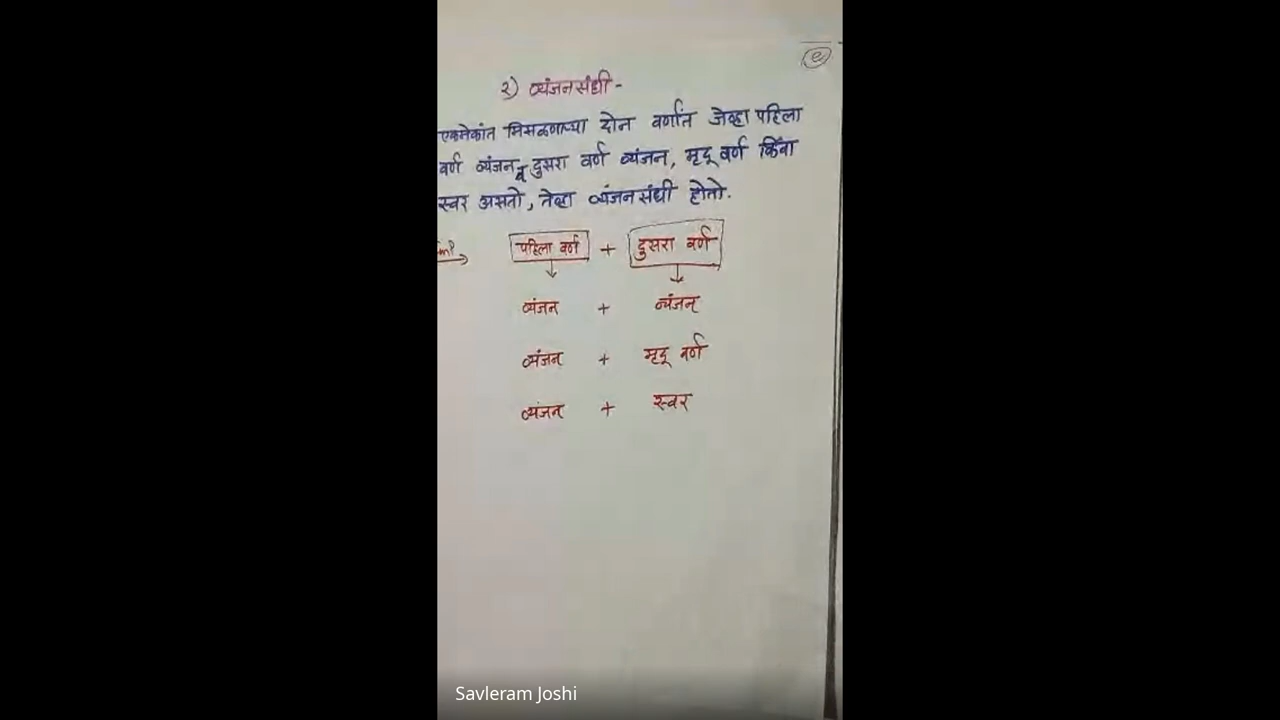 २) व्यंजनसंधी -
एकमेकांत मिसळणाऱ्या दोन वर्णांत जेव्हा पहिला
वर्ण व्यंजन व दुसरा वर्ण व्यंजन, मृदू वर्ण किंवा
स्वर असतो, तेव्हा व्यंजनसंधी होतो.
पहिला वर्ण + दुसरा वर्ण
व्यंजन + व्यंजन
व्यंजन + मृदू वर्ण
व्यंजन + स्वर
Savleram Joshi